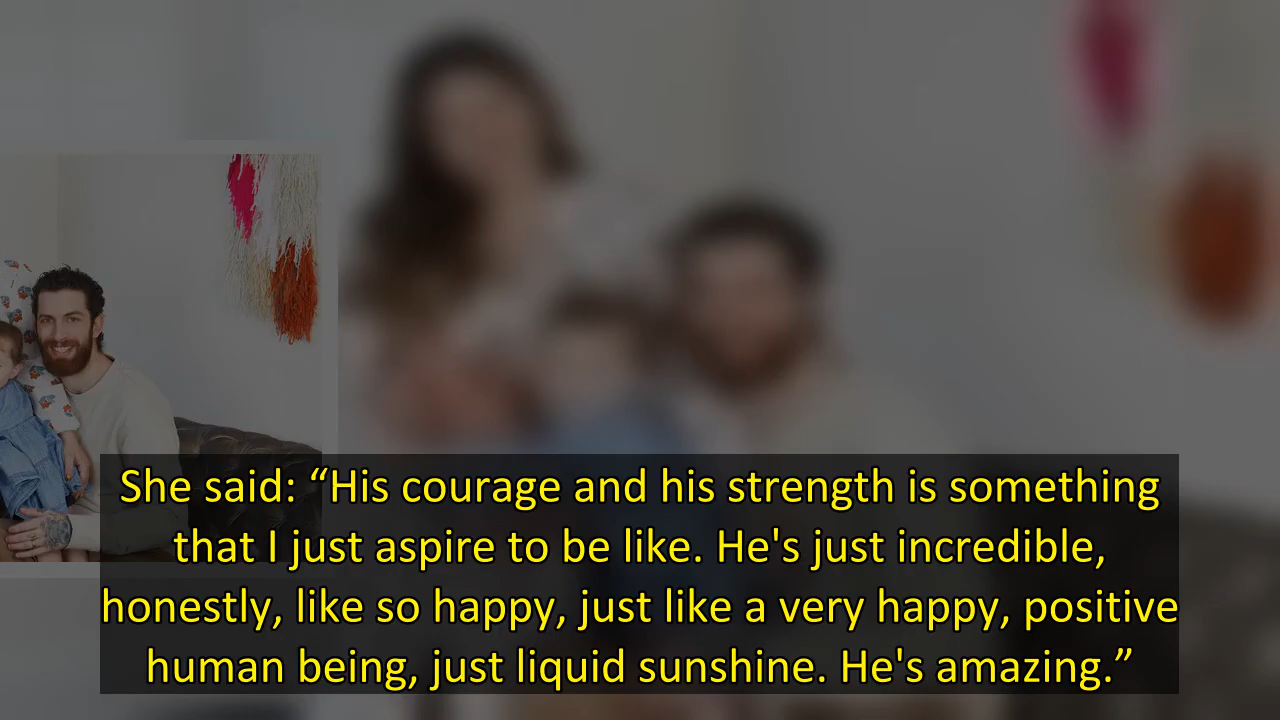 She said: “His courage and his strength is something
that I just aspire to be like. He's just incredible,
honestly, like so happy, just like a very happy, positive
human being, just liquid sunshine. He's amazing.”